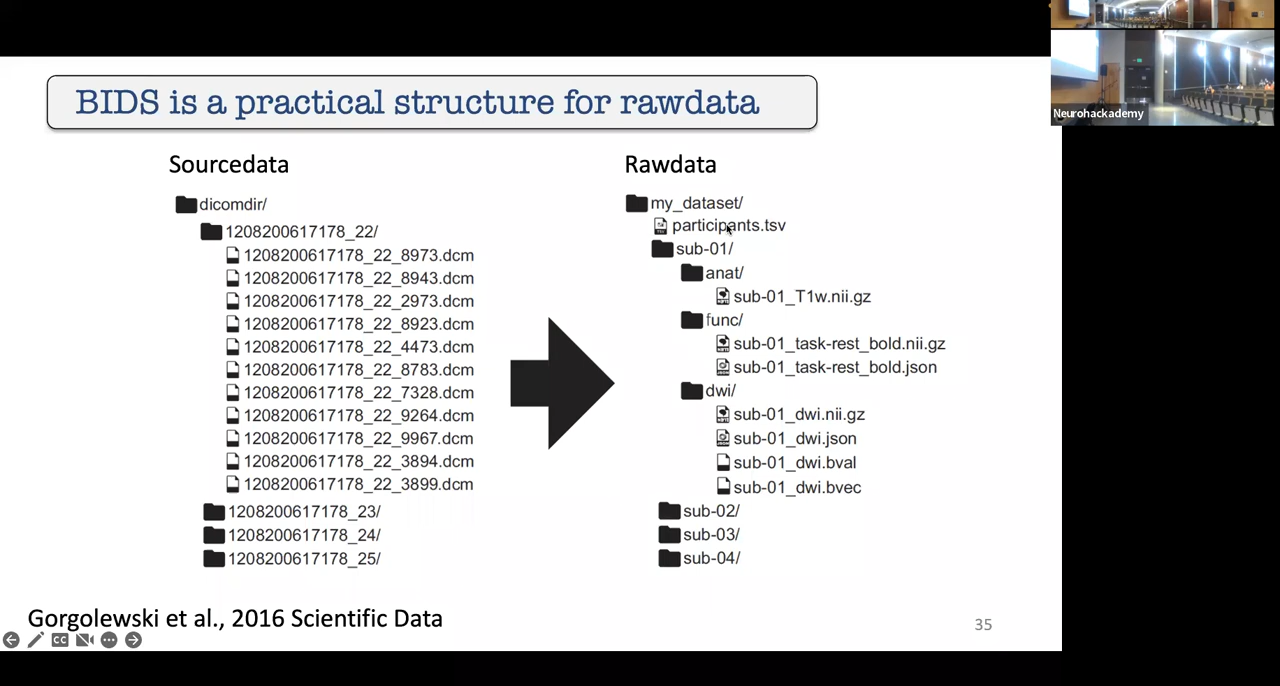 BIDS is a practical structure for rawdata
Sourcedata
dicomdir/
1208200617178_22/
1208200617178_22_8973.dcm
1208200617178_22_8943.dcm
1208200617178_22_2973.dcm
1208200617178_22_8923.dcm
1208200617178_22_4473.dcm
1208200617178_22_8783.dcm
1208200617178_22_7328.dcm
1208200617178_22_9264.dcm
1208200617178_22_9967.dcm
1208200617178_22_3894.dcm
1208200617178_22_3899.dcm
1208200617178_23/
1208200617178_24/
1208200617178_25/
Rawdata
my_dataset/
participants.tsv
sub-01/
anat/
sub-01_T1w.nii.gz
func/
sub-01_task-rest_bold.nii.gz
sub-01_task-rest_bold.json
dwi/
sub-01_dwi.nii.gz
sub-01_dwi.json
sub-01_dwi.bval
sub-01_dwi.bvec
sub-02/
sub-03/
sub-04/
Gorgolewski et al., 2016 Scientific Data
35
CC
Neurohackademy